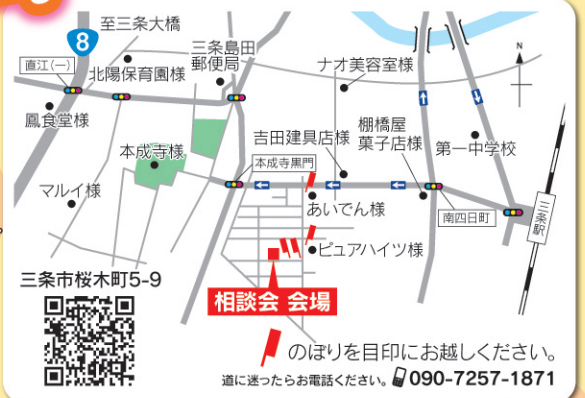 至三条大橋
8
三条島田
郵便局
ナオ美容室様
N
直江(一)
北陽保育園様
鳳食堂様
吉田建具店様
棚橋屋
菓子店様
第一中学校
本成寺様
本成寺黒門
マルイ様
あいでん様
南四日町
三条駅
ピュアハイツ様
三条市桜木町5-9
相談会 会場
のぼりを目印にお越しください。
道に迷ったらお電話ください。 090-7257-1871